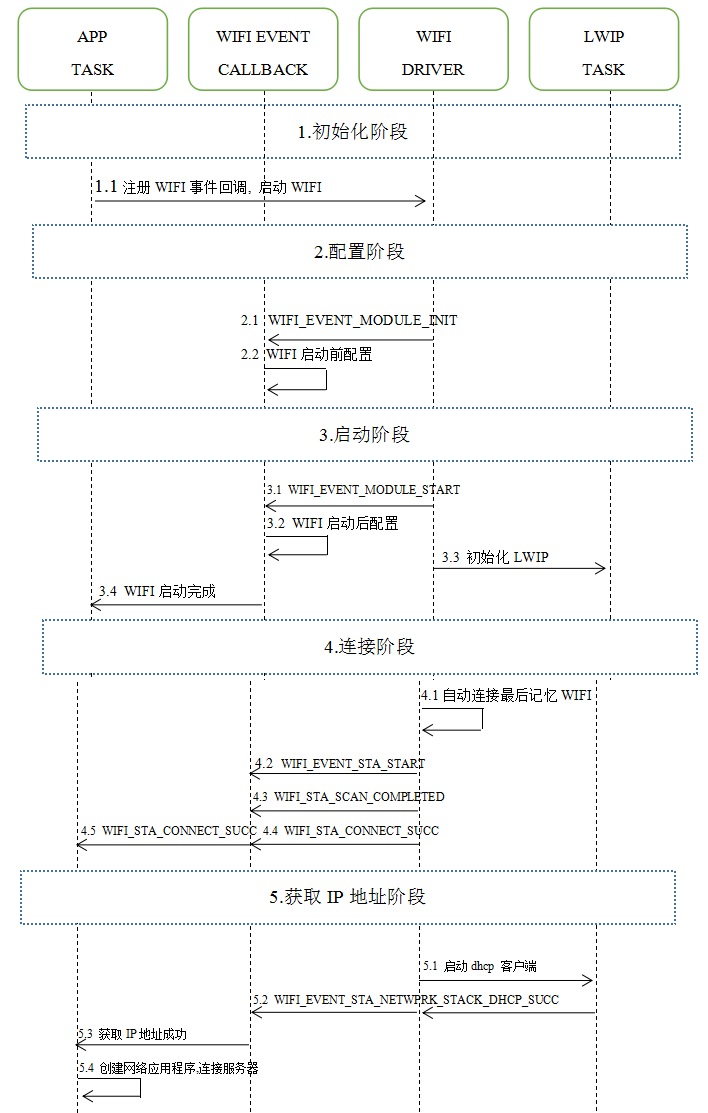 APP
TASK
WIFI EVENT
CALLBACK
WIFI
DRIVER
LWIP
TASK
1.初始化阶段
1.1 注册 WIFI 事件回调, 启动 WIFI
2.配置阶段
2.1 WIFI_EVENT_MODULE_INIT
2.2 WIFI 启动前配置
3.启动阶段
3.1 WIFI_EVENT_MODULE_START
3.2 WIFI 启动后配置
3.3 初始化 LWIP
3.4 WIFI 启动完成
4.连接阶段
4.1 自动连接最后记忆 WIFI
4.2 WIFI_EVENT_STA_START
4.3 WIFI_STA_SCAN_COMPLETED
4.5 WIFI_STA_CONNECT_SUCC
4.4 WIFI_STA_CONNECT_SUCC
5.获取 IP 地址阶段
5.1 启动 dhcp 客户端
5.2 WIFI_EVENT_STA_NETWPRK_STACK_DHCP_SUCC
5.3 获取 IP 地址成功
5.4 创建网络应用程序,连接服务器